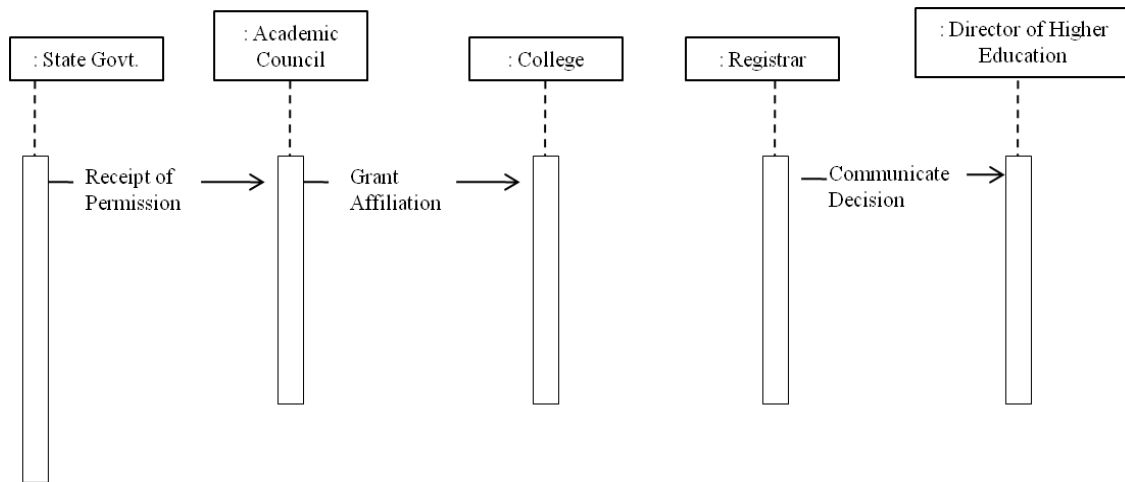 : State Govt.
: Academic
Council
: College
: Registrar
: Director of Higher
Education
Receipt of
Permission
Grant
Affiliation
Communicate
Decision